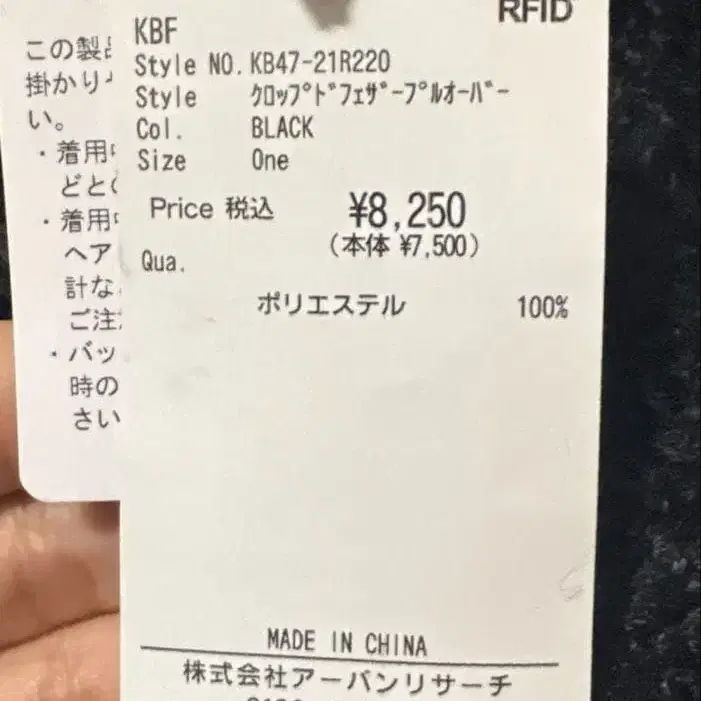 RFID
KBF
Style NO. KB47-21R220
Style ｸﾛｯﾌﾟﾄﾞﾌｪｻﾞｰﾌﾟﾙｵｰﾊﾞｰ
Col. BLACK
Size One
Price 税込 ¥8,250
(本体 ¥7,500)
Qua.
ポリエステル 100%
MADE IN CHINA
株式会社アーバンリサーチ
この製
掛かり
い。
・着用
どと
・着用
ヘア
計な
ご注
・バッ
時の
さい